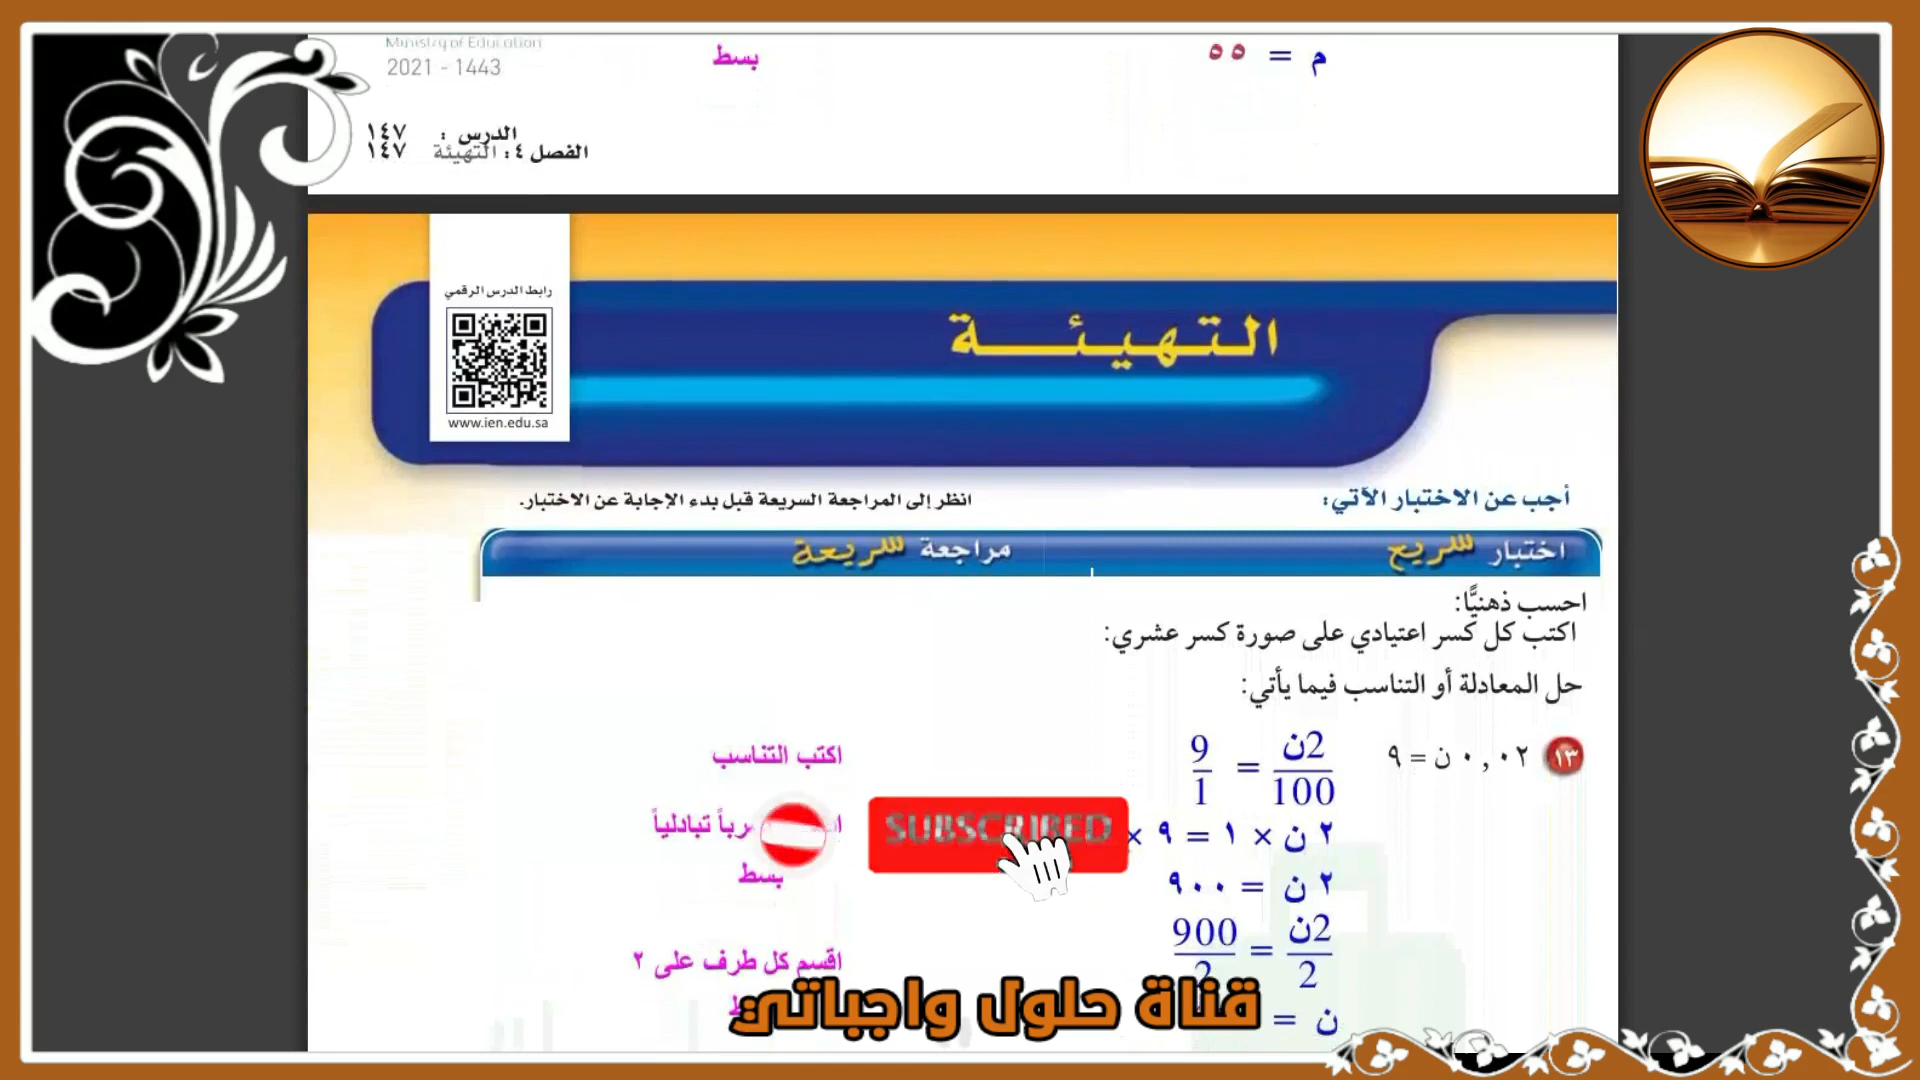 Ministry of Education
2021 - 1443
م = ٥٥
بسط
الدرس : ١٤٧
الفصل ٤: التهيئة ١٤٧
رابط الدرس الرقمي
www.ien.edu.sa
التهيئة
أجب عن الاختبار الآتي:
انظر إلى المراجعة السريعة قبل بدء الإجابة عن الاختبار.
اختبار سريع
مراجعة سريعة
احسب ذهنيًّا:
اكتب كل كسر اعتيادي على صورة كسر عشري:
حل المعادلة أو التناسب فيما يأتي:
١٣ ٠,٠٢ ن = ٩
2ن/100 = 9/1
اكتب التناسب
٢ ن × ١ = ٩ ×
تبادلياً
SUBSCRIBED
٢ ن = ٩٠٠
بسط
2ن/2 = 900/2
اقسم كل طرف على ٢
ن =
قناة حلول واجباتي